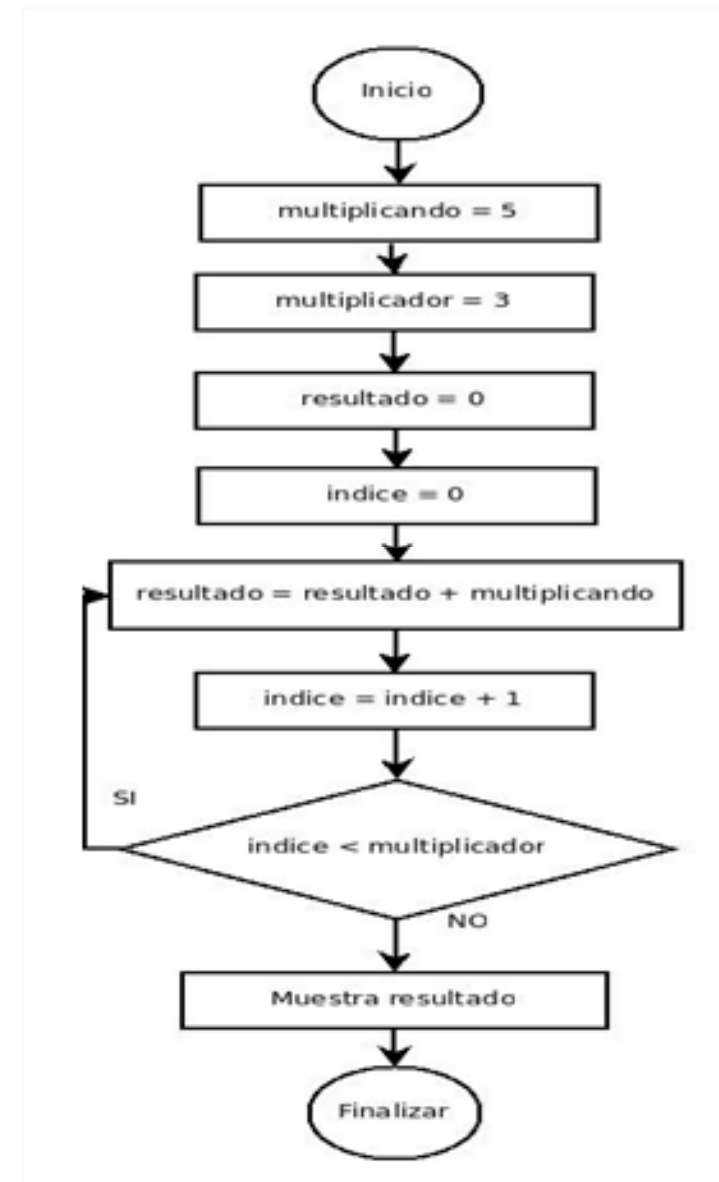 Inicio
multiplicando = 5
multiplicador = 3
resultado = 0
indice = 0
resultado = resultado + multiplicando
indice = indice + 1
SI
indice < multiplicador
NO
Muestra resultado
Finalizar